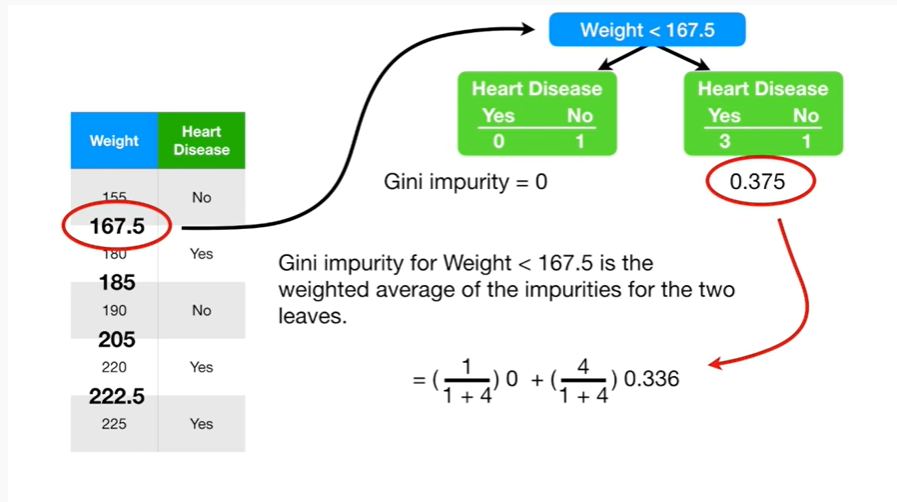 Weight < 167.5
Heart Disease
Yes No
0 1
Heart Disease
Yes No
3 1
Gini impurity = 0
0.375
Weight
Heart
Disease
155 No
167.5
180 Yes
185
190 No
205
220 Yes
222.5
225 Yes
Gini impurity for Weight < 167.5 is the
weighted average of the impurities for the two
leaves.
= ( 1 / 1 + 4 ) 0 + ( 4 / 1 + 4 ) 0.336